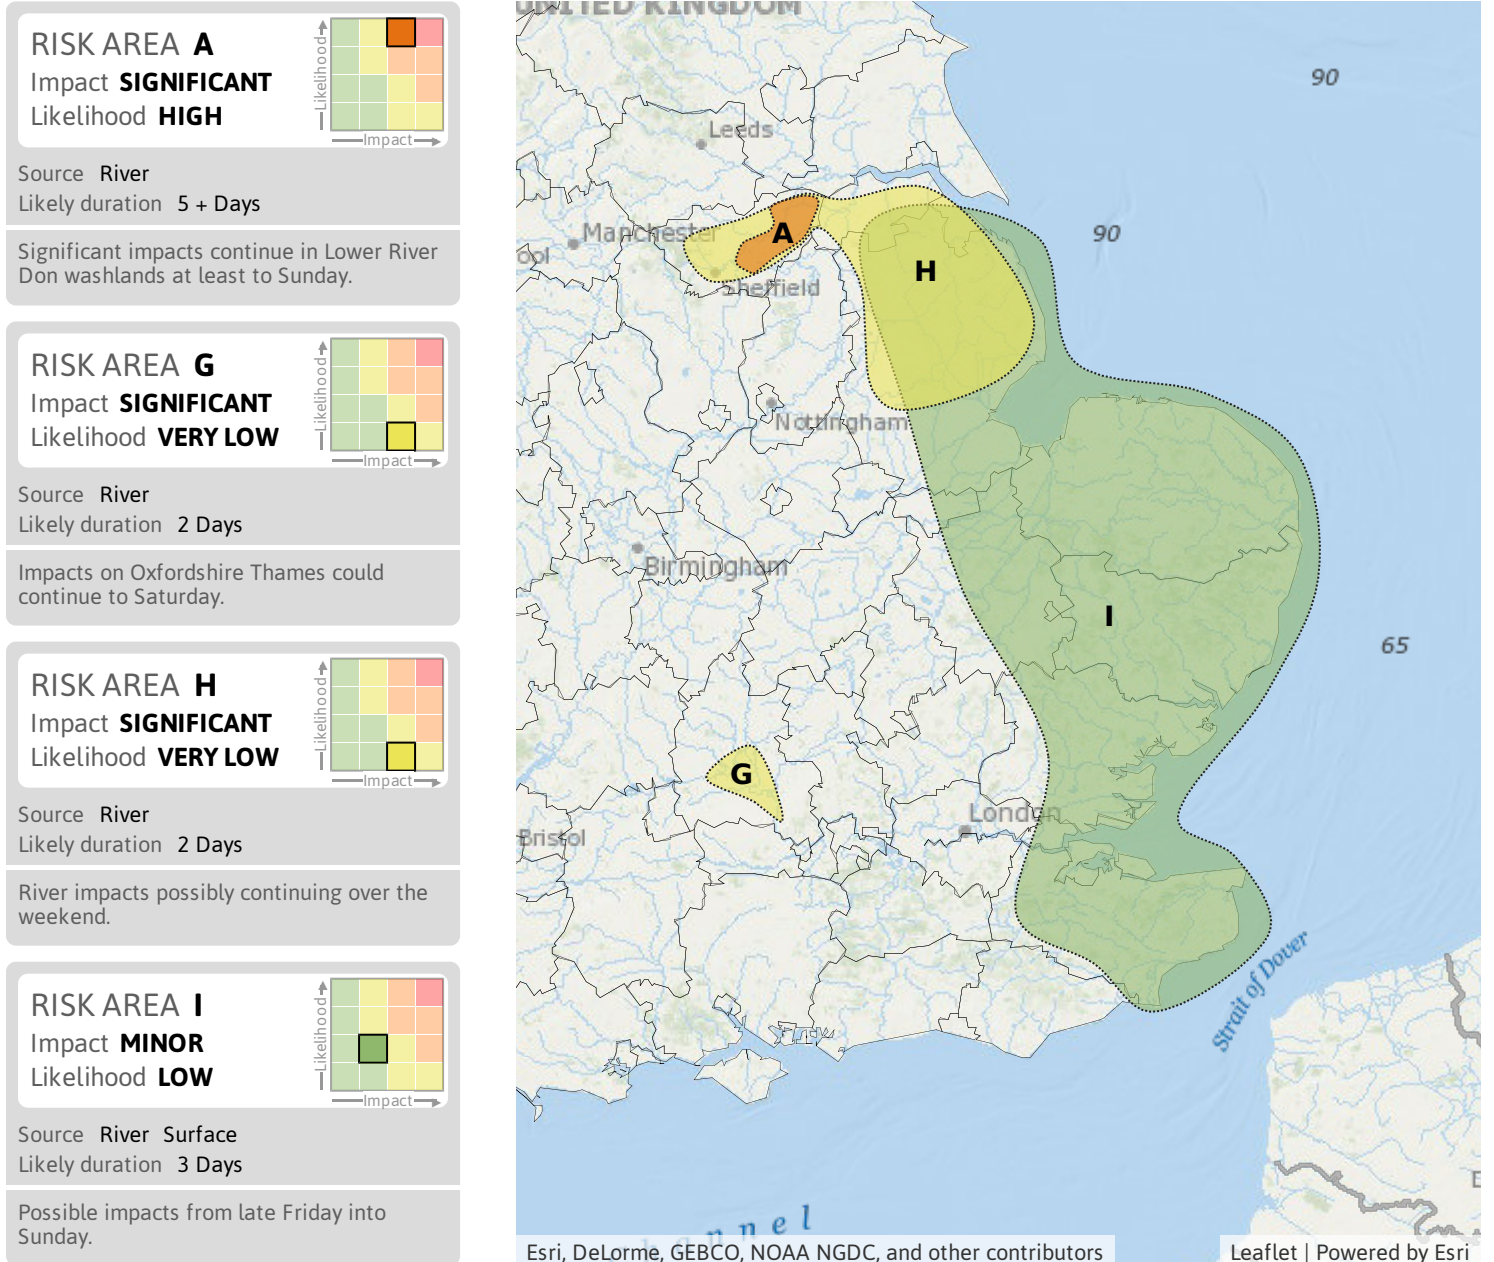 RISK AREA A
Impact SIGNIFICANT
Likelihood HIGH
Likelihood
Impact
Source River
Likely duration 5 + Days
Significant impacts continue in Lower River
Don washlands at least to Sunday.
RISK AREA G
Impact SIGNIFICANT
Likelihood VERY LOW
Likelihood
Impact
Source River
Likely duration 2 Days
Impacts on Oxfordshire Thames could
continue to Saturday.
RISK AREA H
Impact SIGNIFICANT
Likelihood VERY LOW
Likelihood
Impact
Source River
Likely duration 2 Days
River impacts possibly continuing over the
weekend.
RISK AREA I
Impact MINOR
Likelihood LOW
Likelihood
Impact
Source River Surface
Likely duration 3 Days
Possible impacts from late Friday into
Sunday.
UNITED KINGDOM
90
Leeds
Manchester
A
90
ool
H
Sheffield
Nottingham
Birmingham
I
65
G
London
Bristol
Strait of Dover
hannel
Esri, DeLorme, GEBCO, NOAA NGDC, and other contributors
Leaflet | Powered by Esri